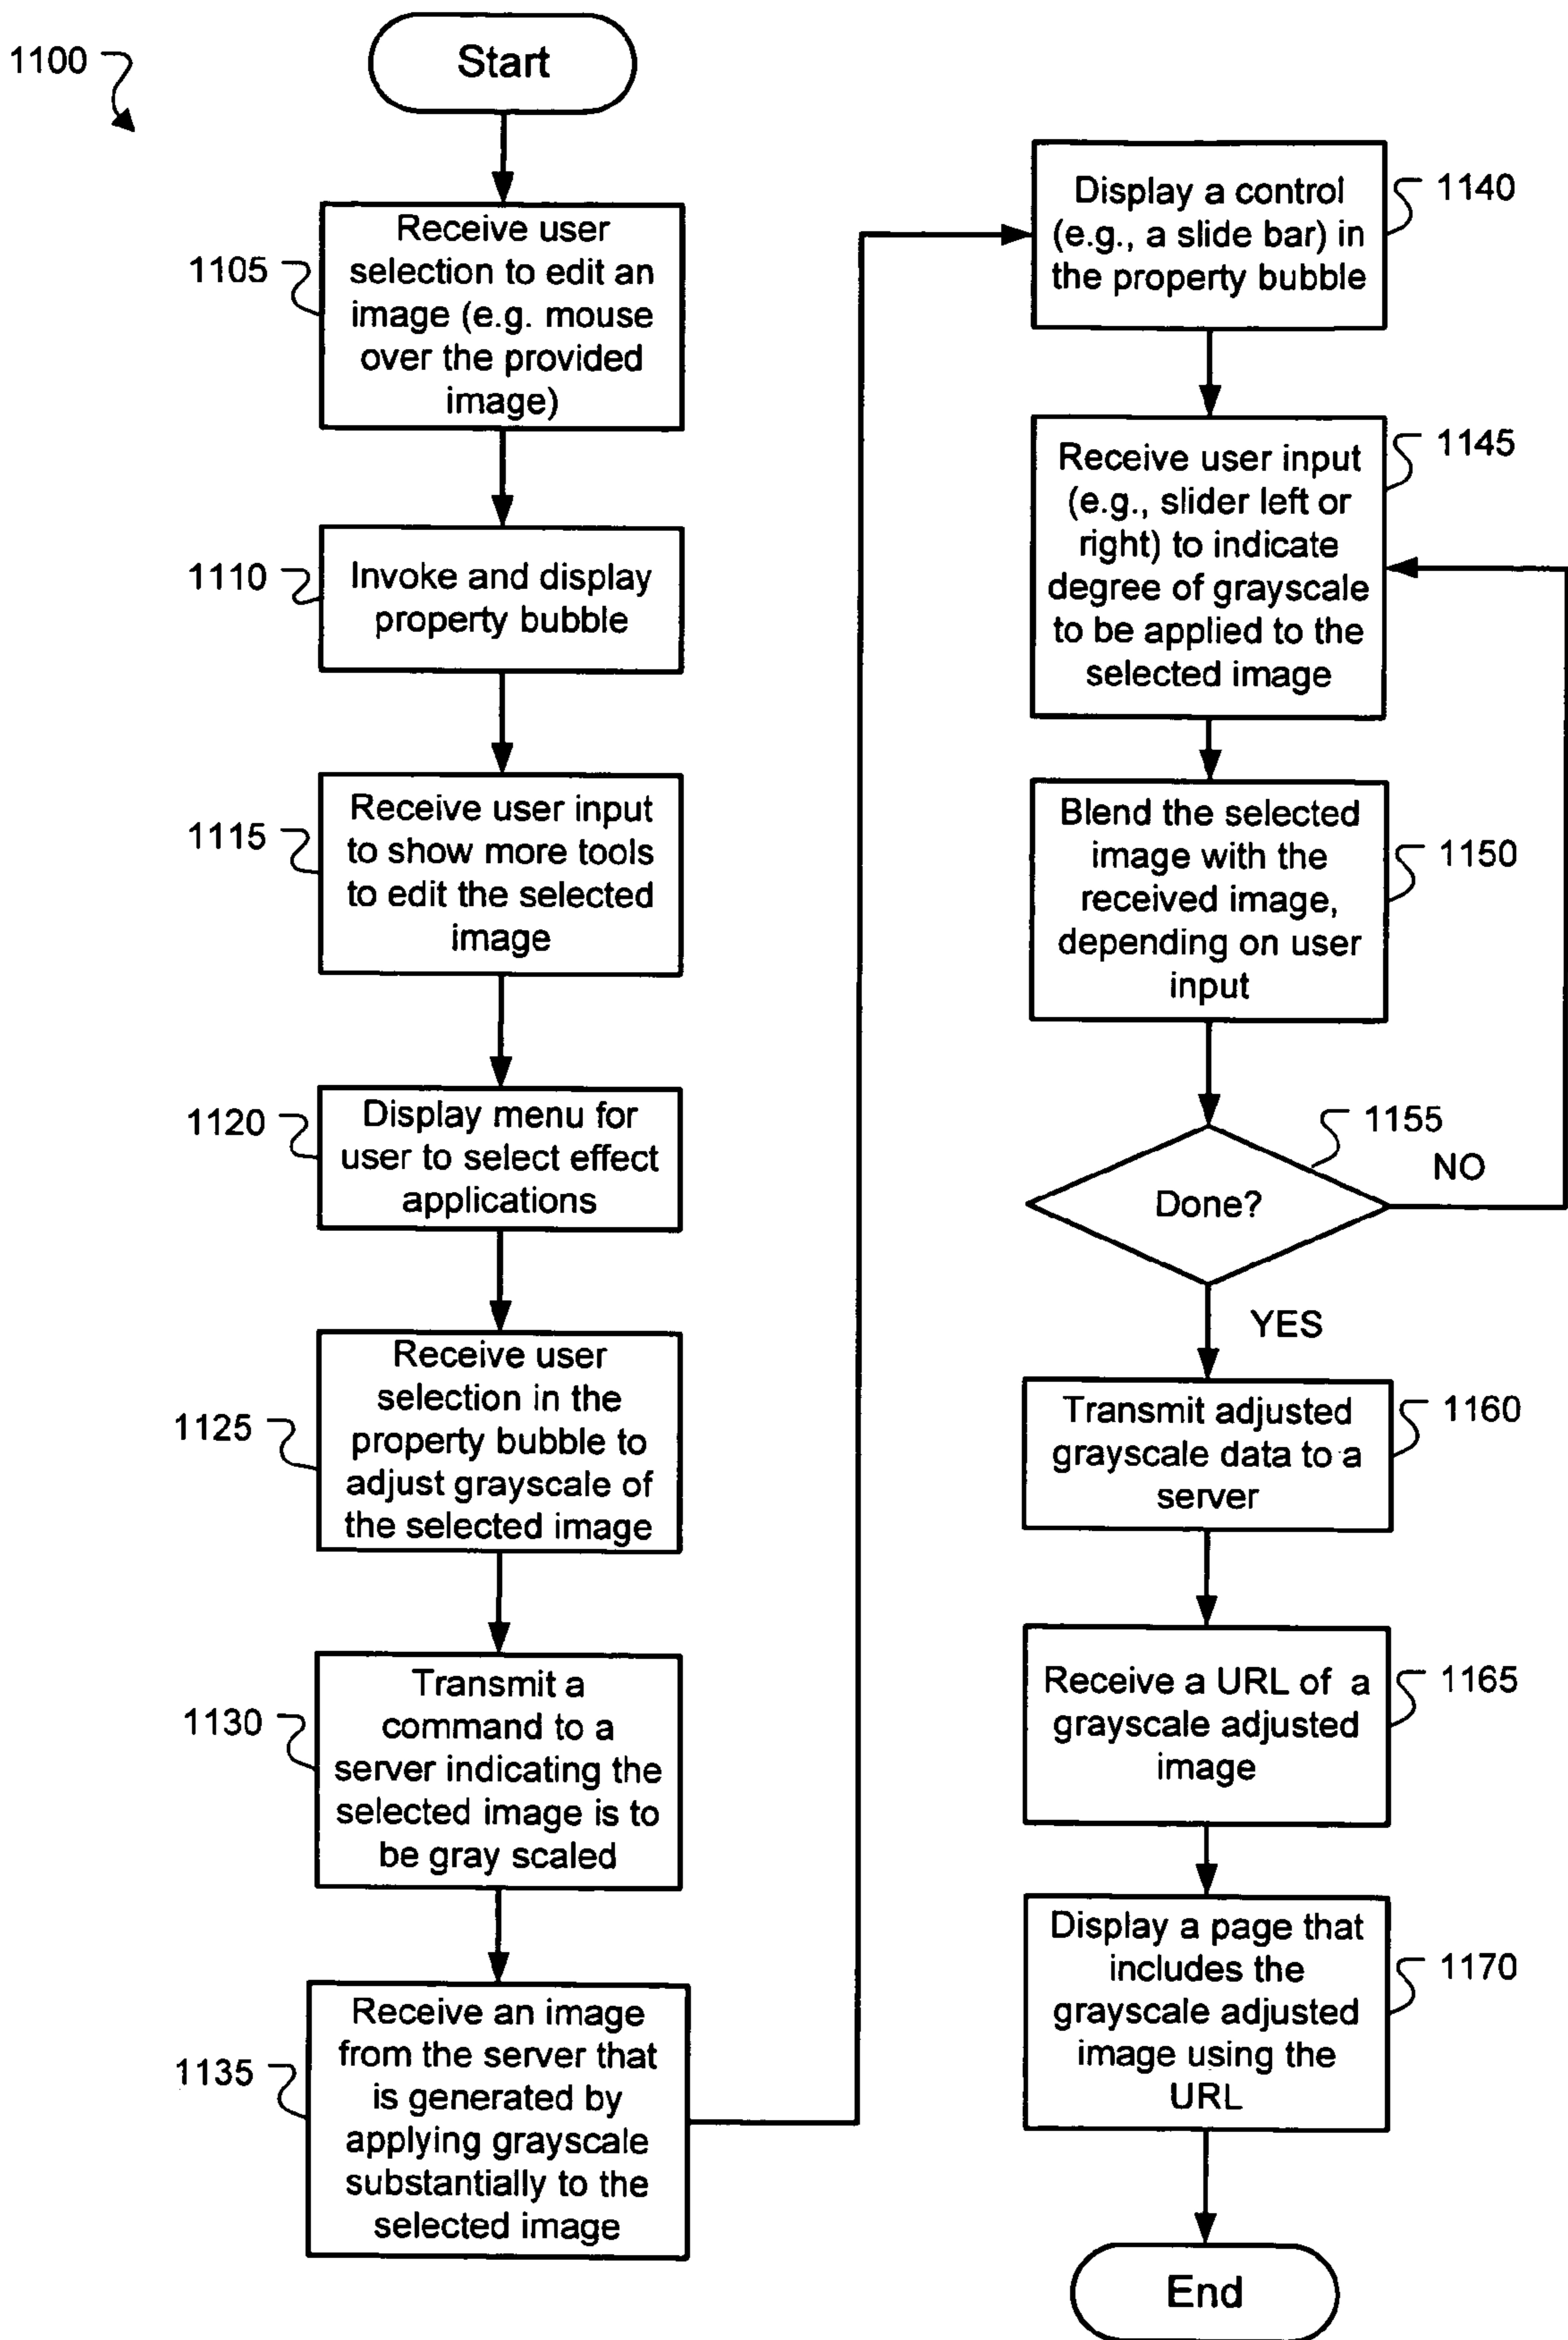 1100
Start
1105
Receive user
selection to edit an
image (e.g. mouse
over the provided
image)
1110
Invoke and display
property bubble
1115
Receive user input
to show more tools
to edit the selected
image
1120
Display menu for
user to select effect
applications
1125
Receive user
selection in the
property bubble to
adjust grayscale of
the selected image
1130
Transmit a
command to a
server indicating the
selected image is to
be gray scaled
1135
Receive an image
from the server that
is generated by
applying grayscale
substantially to the
selected image
1140
Display a control
(e.g., a slide bar) in
the property bubble
1145
Receive user input
(e.g., slider left or
right) to indicate
degree of grayscale
to be applied to the
selected image
1150
Blend the selected
image with the
received image,
depending on user
input
1155
Done?
NO
YES
1160
Transmit adjusted
grayscale data to a
server
1165
Receive a URL of a
grayscale adjusted
image
1170
Display a page that
includes the
grayscale adjusted
image using the
URL
End